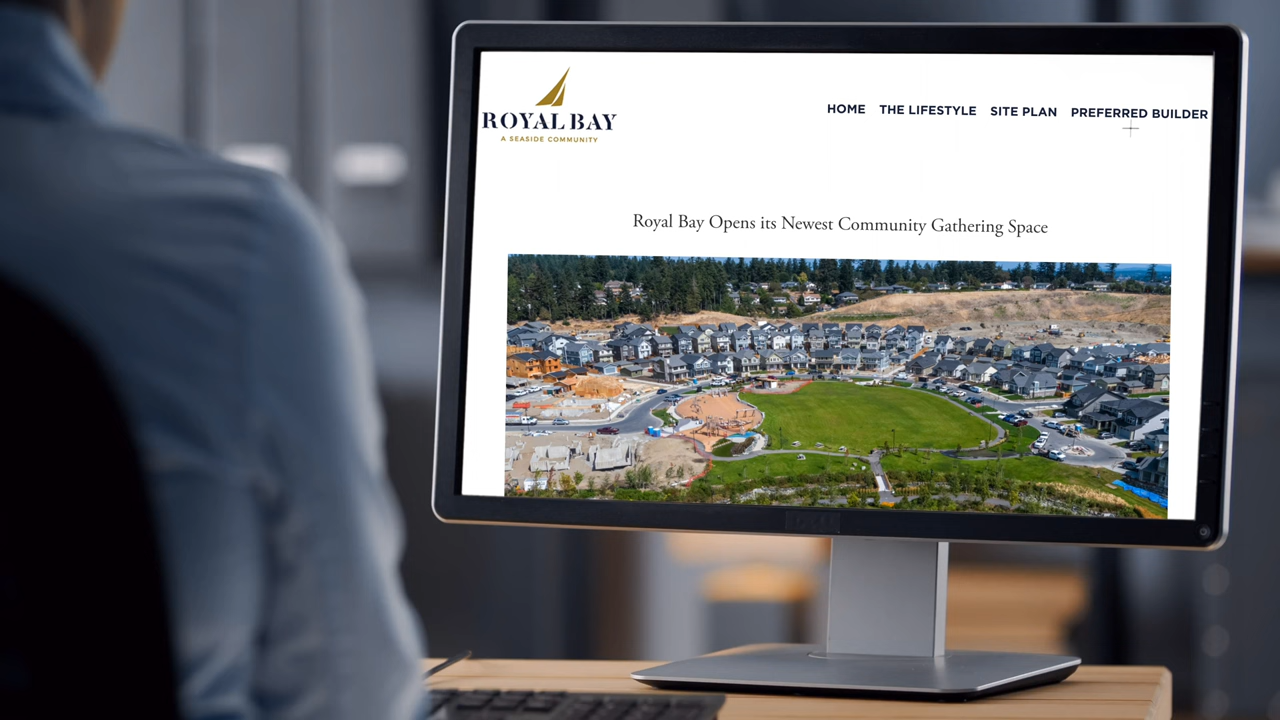 ROYAL BAY
A SEASIDE COMMUNITY
HOME THE LIFESTYLE SITE PLAN PREFERRED BUILDER
Royal Bay Opens its Newest Community Gathering Space